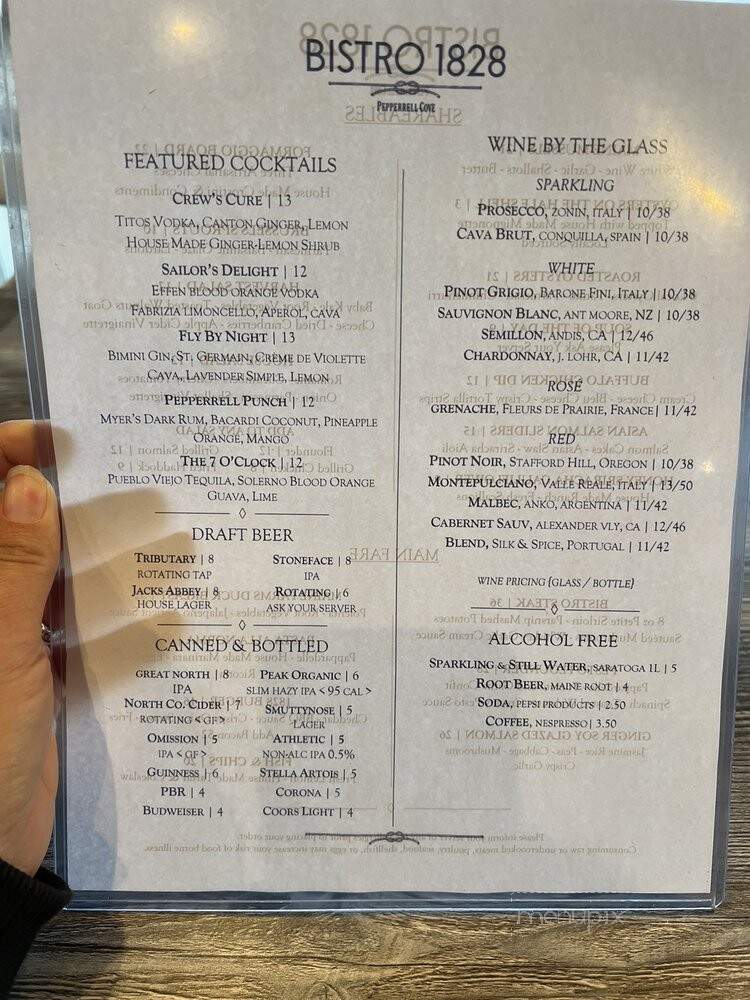 BISTRO 1828
PEPPERRELL COVE
FEATURED COCKTAILS
CREW'S CURE | 13
TITOS VODKA, CANTON GINGER, LEMON
HOUSE MADE GINGER-LEMON SHRUB
SAILOR'S DELIGHT | 12
EFFEN BLOOD ORANGE VODKA
FABRIZIA LIMONCELLO, APEROL, CAVA
FLY BY NIGHT | 13
BIMINI GIN, ST. GERMAIN, CRÈME DE VIOLETTE
CAVA, LAVENDER SIMPLE, LEMON
PEPPERRELL PUNCH | 12
MYER'S DARK RUM, BACARDI COCONUT, PINEAPPLE
ORANGE, MANGO
THE 7 O'CLOCK | 12
PUEBLO VIEJO TEQUILA, SOLERNO BLOOD ORANGE
GUAVA, LIME
DRAFT BEER
TRIBUTARY | 8
ROTATING TAP
STONEFACE | 8
IPA
JACKS ABBEY | 8
HOUSE LAGER
ROTATING | 6
ASK YOUR SERVER
CANNED & BOTTLED
GREAT NORTH | 8
IPA
PEAK ORGANIC | 6
SLIM HAZY IPA < 95 CAL >
NORTH CO. CIDER | 7
ROTATING < GF >
SMUTTYNOSE | 5
LAGER
OMISSION | 5
IPA < GF >
ATHLETIC | 5
NON-ALC IPA 0.5%
GUINNESS | 6
STELLA ARTOIS | 5
PBR | 4
CORONA | 5
BUDWEISER | 4
COORS LIGHT | 4
WINE BY THE GLASS
SPARKLING
PROSECCO, ZONIN, ITALY | 10/38
CAVA BRUT, CONQUILLA, SPAIN | 10/38
WHITE
PINOT GRIGIO, BARONE FINI, ITALY | 10/38
SAUVIGNON BLANC, ANT MOORE, NZ | 10/38
SEMILLON, ANDIS, CA | 12/46
CHARDONNAY, J. LOHR, CA | 11/42
ROSÉ
GRENACHE, FLEURS DE PRAIRIE, FRANCE | 11/42
RED
PINOT NOIR, STAFFORD HILL, OREGON | 10/38
MONTEPULCIANO, VALLE REALE, ITALY | 13/50
MALBEC, ANKO, ARGENTINA | 11/42
CABERNET SAUV, ALEXANDER VLY, CA | 12/46
BLEND, SILK & SPICE, PORTUGAL | 11/42
WINE PRICING (GLASS / BOTTLE)
ALCOHOL FREE
SPARKLING & STILL WATER, SARATOGA 1L | 5
ROOT BEER, MAINE ROOT | 4
SODA, PEPSI PRODUCTS | 2.50
COFFEE, NESPRESSO | 3.50
menupix